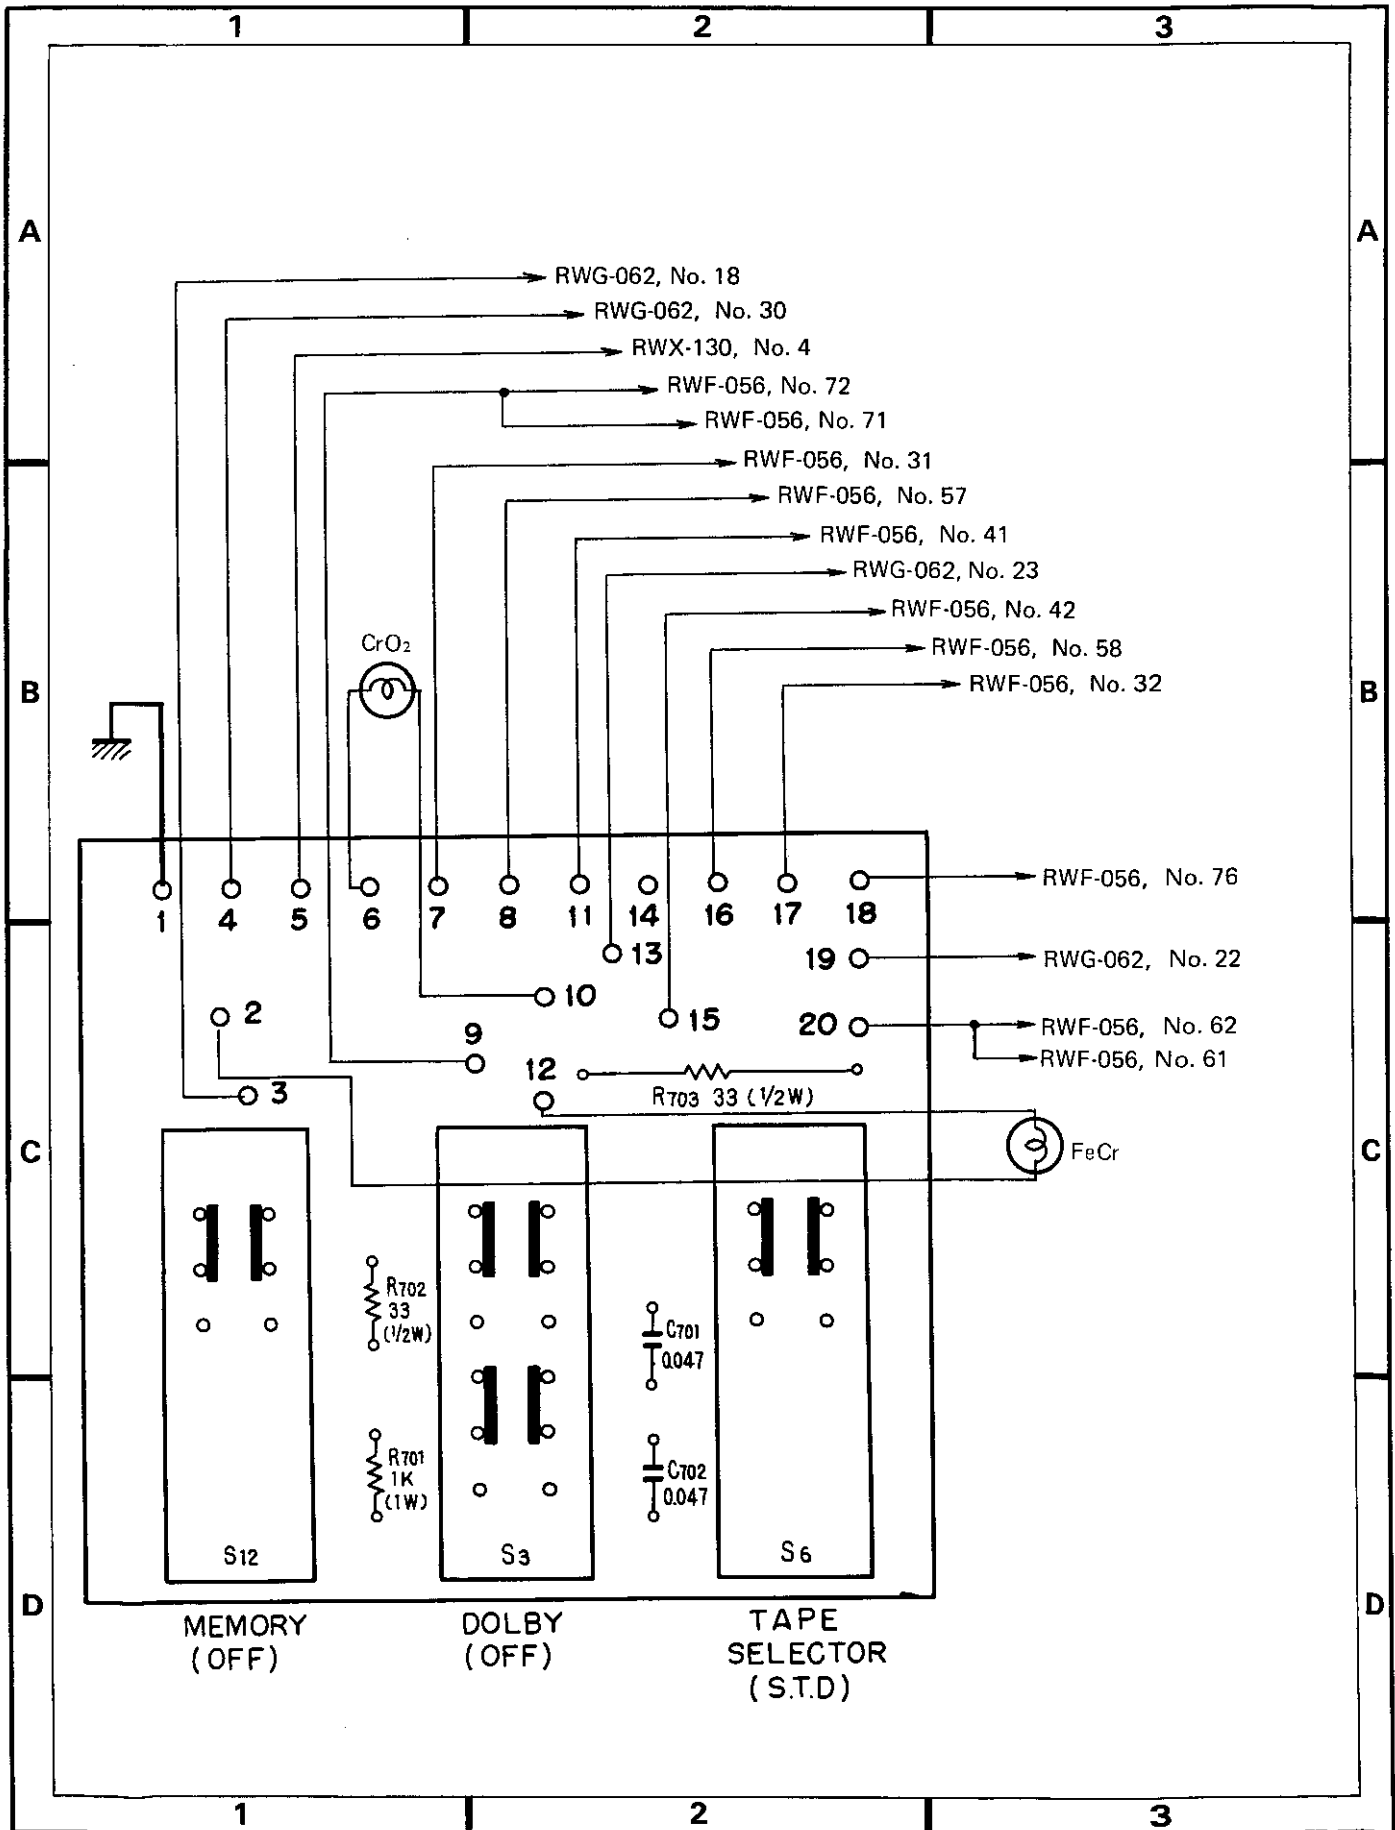 1 2 3
A A
RWG-062, No. 18
RWG-062, No. 30
RWX-130, No. 4
RWF-056, No. 72
RWF-056, No. 71
RWF-056, No. 31
RWF-056, No. 57
RWF-056, No. 41
RWG-062, No. 23
RWF-056, No. 42
CrO2
RWF-056, No. 58
B B
RWF-056, No. 32
RWF-056, No. 76
1 4 5 6 7 8 11 14 16 17 18
13
19 RWG-062, No. 22
10
2
15
20 RWF-056, No. 62
9
RWF-056, No. 61
12
3
R703 33 (1/2W)
C C
FeCr
R702
33
(1/2W)
C701
0.047
R701
1K
(1W)
C702
0.047
S12 S3 S6
D D
MEMORY
(OFF)
DOLBY
(OFF)
TAPE
SELECTOR
(S.T.D)
1 2 3